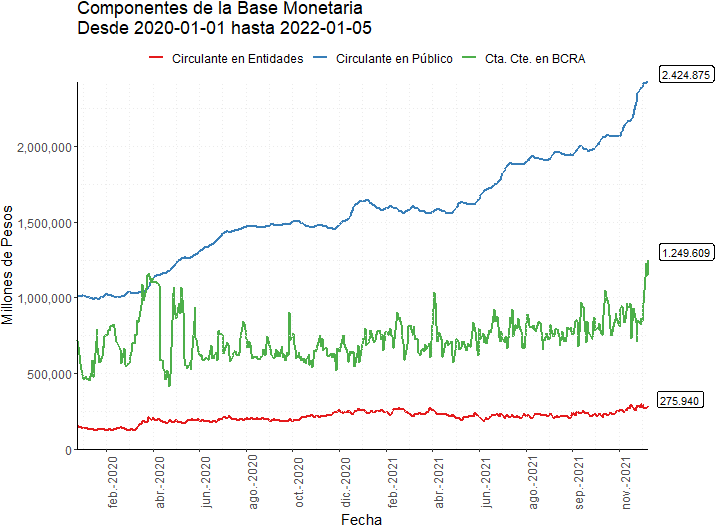 Componentes de la Base Monetaria
Desde 2020-01-01 hasta 2022-01-05
Circulante en Entidades Circulante en Público Cta. Cte. en BCRA
Millones de Pesos
2,000,000
1,500,000
1,000,000
500,000
0
2.424.875
1.249.609
275.940
feb.-2020
abr.-2020
jun.-2020
ago.-2020
oct.-2020
dic.-2020
feb.-2021
abr.-2021
jun.-2021
ago.-2021
sep.-2021
nov.-2021
Fecha